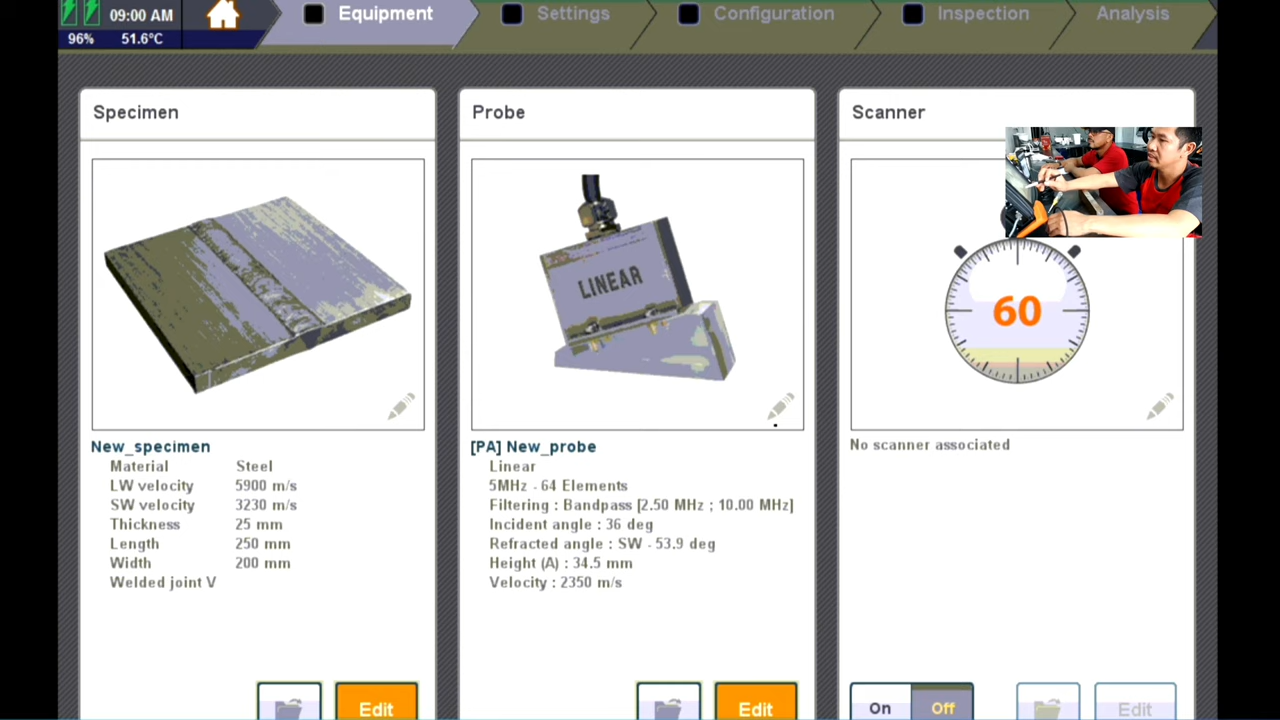 09:00 AM
96% 51.6°C
Equipment
Settings
Configuration
Inspection
Analysis
Specimen
New_specimen
Material Steel
LW velocity 5900 m/s
SW velocity 3230 m/s
Thickness 25 mm
Length 250 mm
Width 200 mm
Welded joint V
Edit
Probe
LINEAR
[PA] New_probe
Linear
5MHz - 64 Elements
Filtering : Bandpass [2.50 MHz ; 10.00 MHz]
Incident angle : 36 deg
Refracted angle : SW - 53.9 deg
Height (A) : 34.5 mm
Velocity : 2350 m/s
Edit
Scanner
60
No scanner associated
On Off
Edit